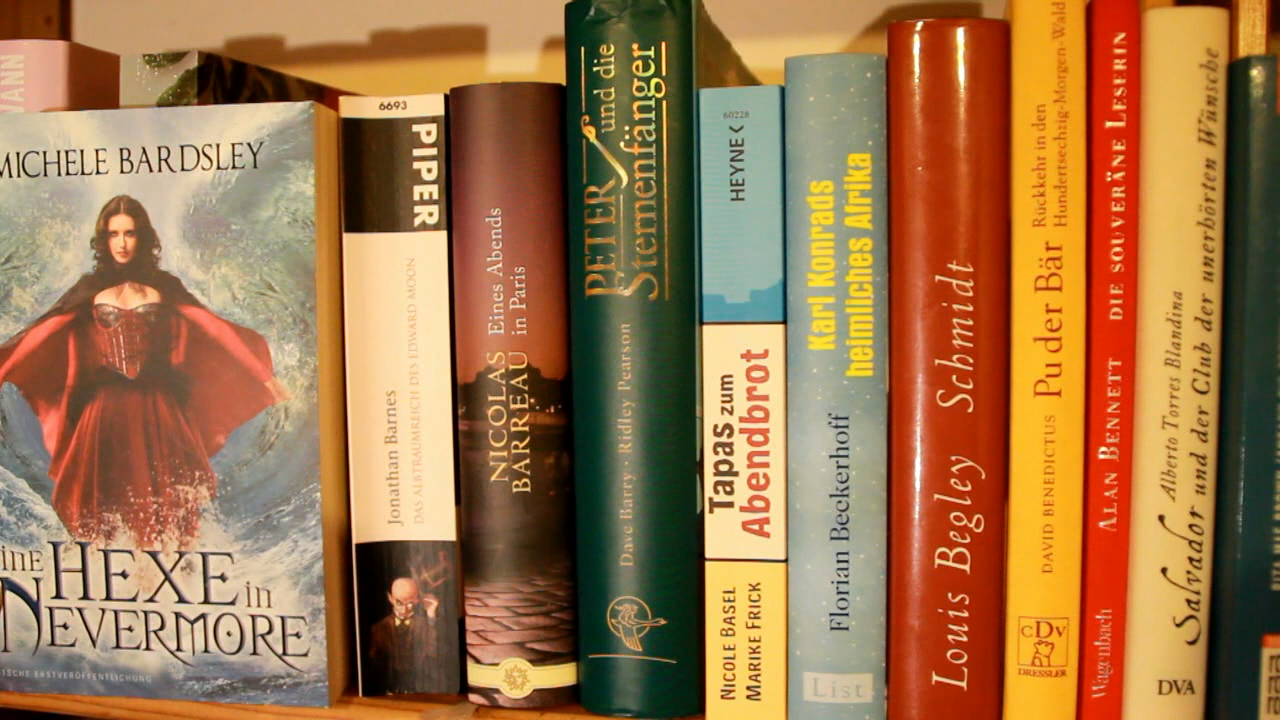 VANN
MICHELE BARDSLEY
INE HEXE in
NEVERMORE
ISCHE ERSTVERÖFFENTLICHUNG
6693
PIPER
Jonathan Barnes
DAS ALBTRAUMREICH DES EDWARD MOON
NICOLAS Eines Abends
BARREAU in Paris
PETER und die
Sternenfänger
Dave Barry · Ridley Pearson
60228
HEYNE <
Tapas zum
Abendbrot
NICOLE BASEL
MARIKE FRICK
Karl Konrads
heimliches Afrika
Florian Beckerhoff
List
Louis Begley Schmidt
DAVID BENEDICTUS Pu der Bär Rückkehr in den
Hundertsechzig-Morgen-Wald
CDV
DRESSLER
ALAN BENNETT DIE SOUVERÄNE LESERIN
Wagenbach
Alberto Torres Blandina
Salvador und der Club der unerhörten Wünsche
DVA